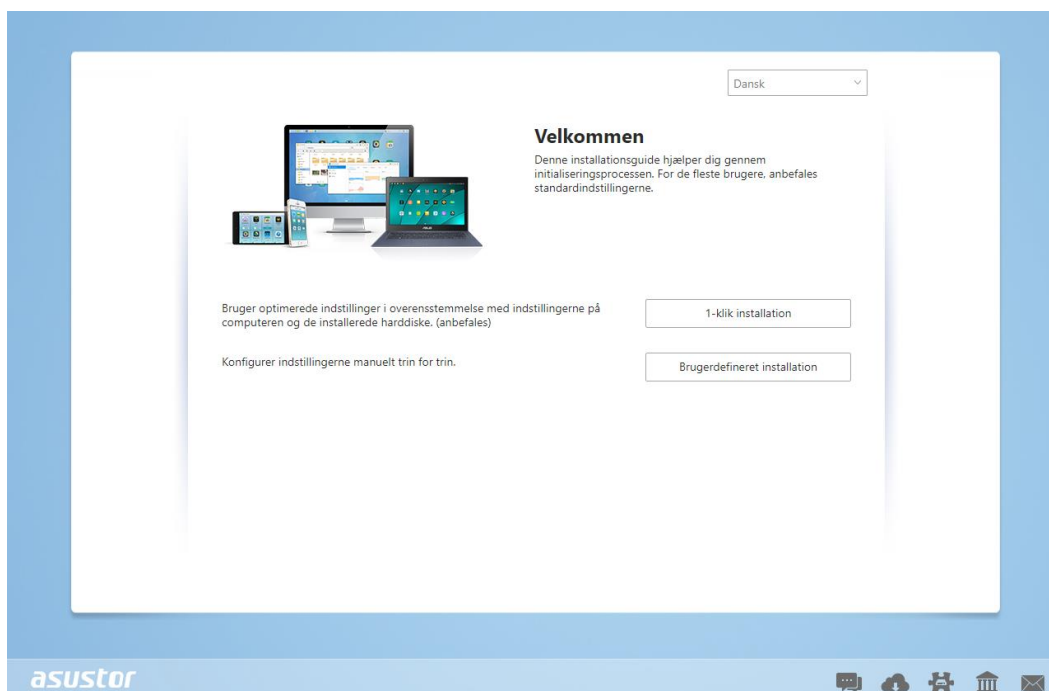 Dansk
Velkommen
Denne installationsguide hjælper dig gennem
initialiseringsprocessen. For de fleste brugere, anbefales
standardindstillingerne.
Bruger optimerede indstillinger i overensstemmelse med indstillingerne på
computeren og de installerede harddiske. (anbefales)
1-klik installation
Konfigurer indstillingerne manuelt trin for trin.
Brugerdefineret installation
asustor